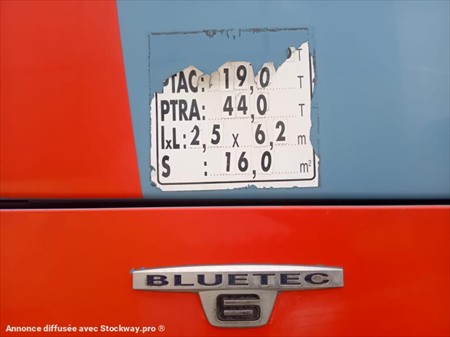 T
PTAC: 19,0 T
PTRA: 44,0 T
lxL: 2,5 x 6,2 m
S : 16,0 m²
BLUETEC
6
Annonce diffusée avec Stockway.pro ®